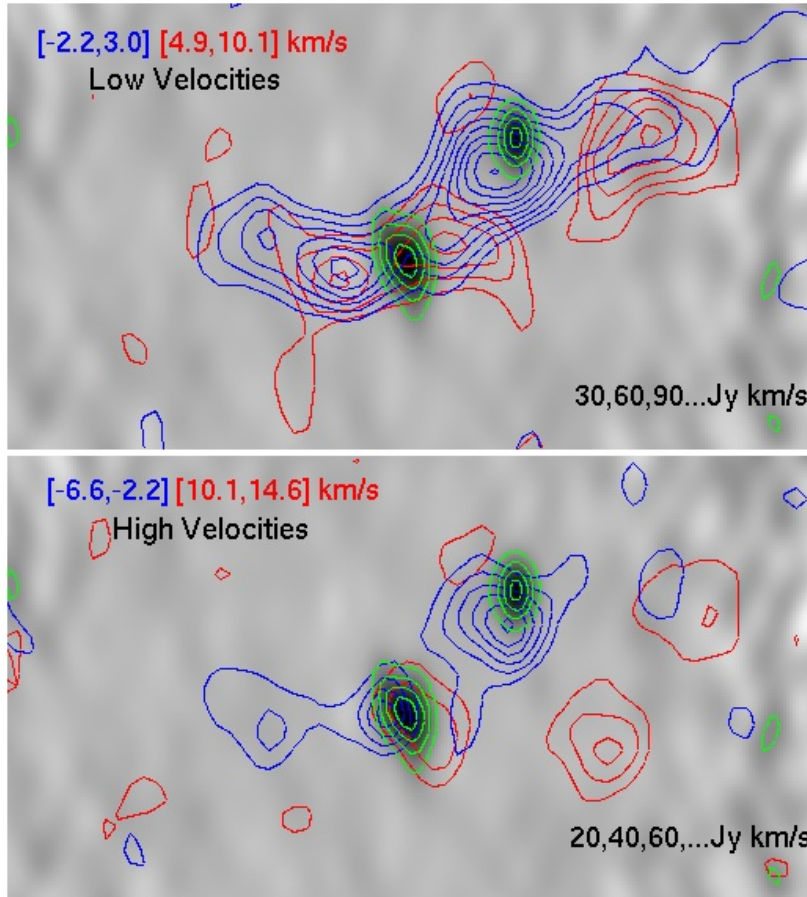 [-2.2,3.0] [4.9,10.1] km/s
Low Velocities
30,60,90...Jy km/s
[-6.6,-2.2] [10.1,14.6] km/s
High Velocities
20,40,60,...Jy km/s